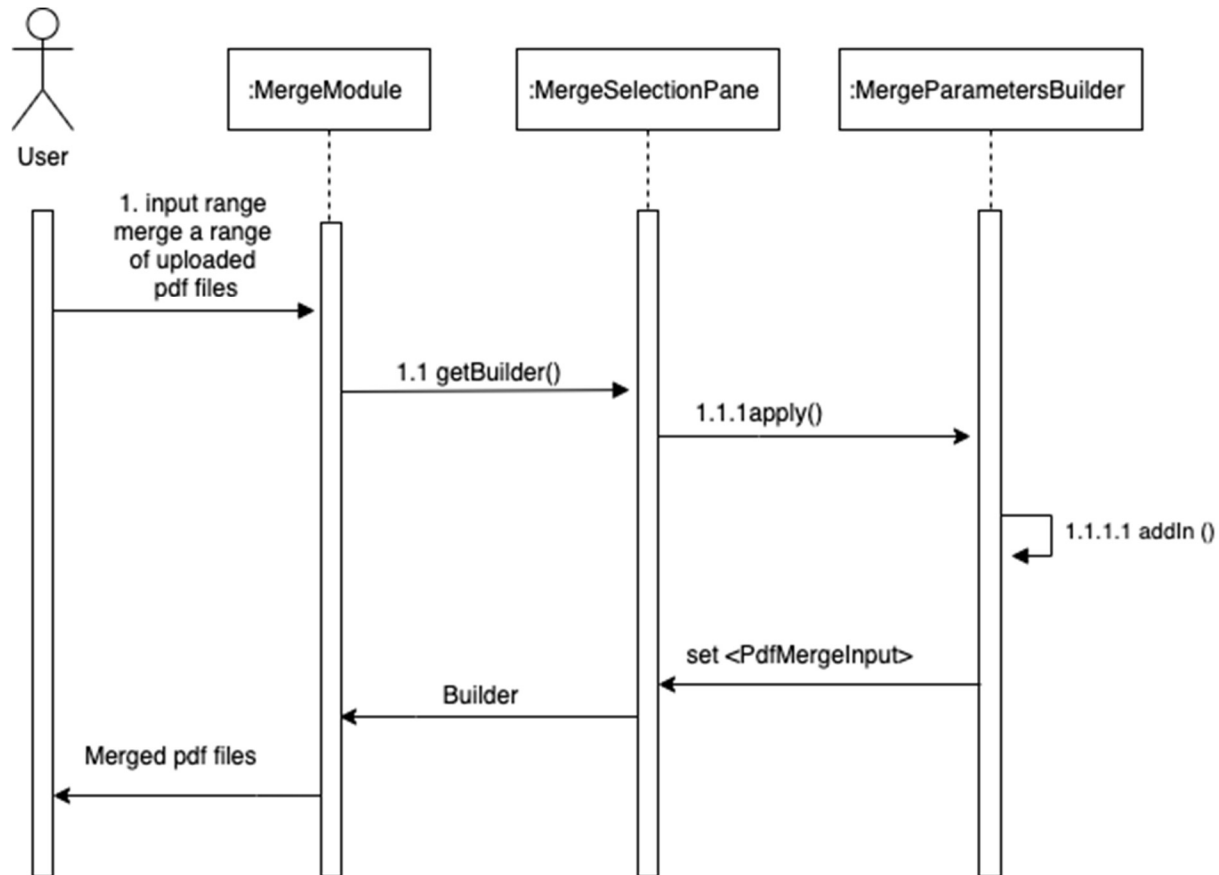 :MergeModule
:MergeSelectionPane
:MergeParametersBuilder
User
1. input range
merge a range
of uploaded
pdf files
1.1 getBuilder()
1.1.1apply()
1.1.1.1 addIn ()
set <PdfMergeInput>
Builder
Merged pdf files